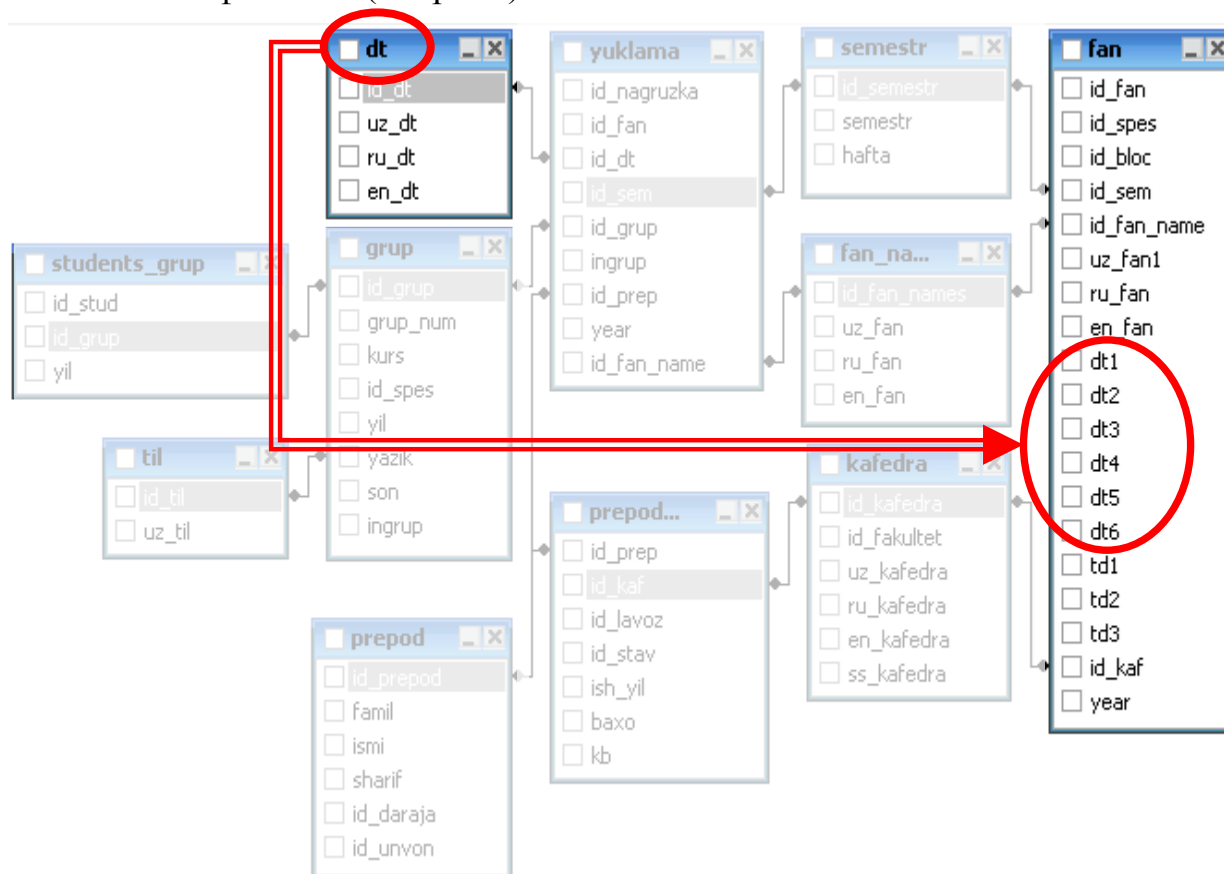 dt
id_dt
uz_dt
ru_dt
en_dt
yuklama
id_nagruzka
id_fan
id_dt
id_sem
id_grup
ingrup
id_prep
year
id_fan_name
semestr
id_semestr
semestr
hafta
fan
id_fan
id_spes
id_bloc
id_sem
id_fan_name
uz_fan1
ru_fan
en_fan
dt1
dt2
dt3
dt4
dt5
dt6
td1
td2
td3
id_kaf
year
students_grup
id_stud
id_grup
yil
grup
id_grup
grup_num
kurs
id_spes
yil
yazik
son
ingrup
fan_na...
id_fan_names
uz_fan
ru_fan
en_fan
til
id_til
uz_til
prepod...
id_prep
id_kaf
id_lavoz
id_stav
ish_yil
baxo
kb
kafedra
id_kafedra
id_fakultet
uz_kafedra
ru_kafedra
en_kafedra
ss_kafedra
prepod
id_prepod
famil
ismi
sharif
id_daraja
id_unvon